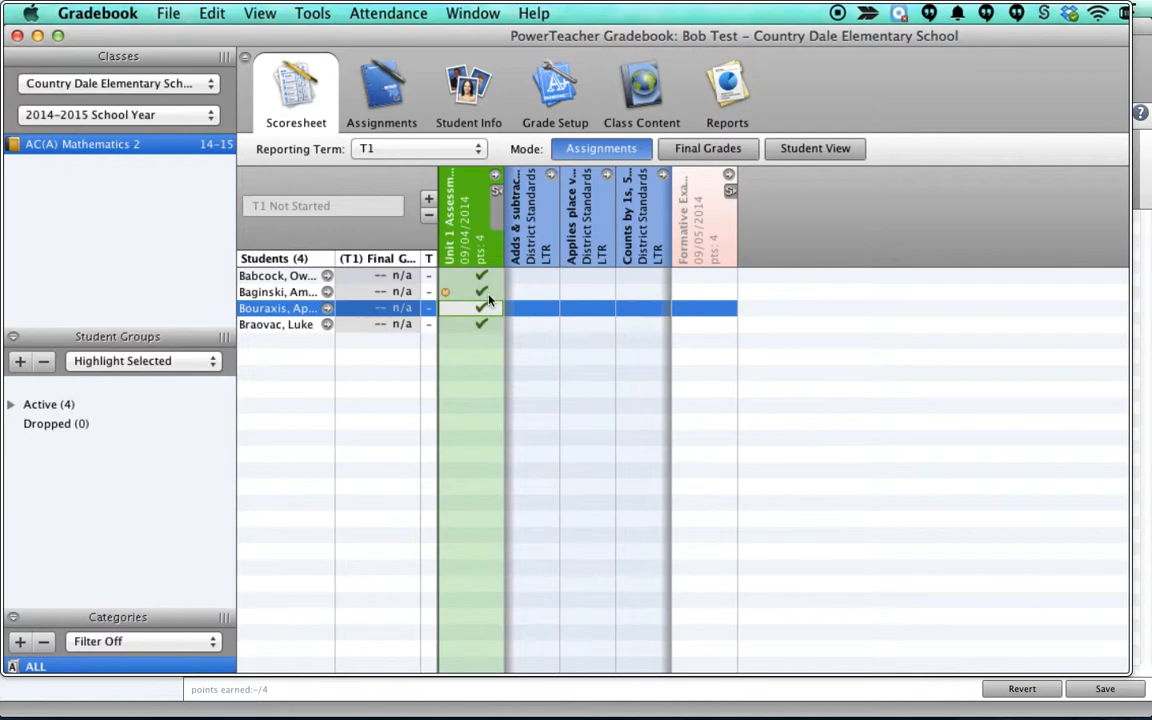 Gradebook File Edit View Tools Attendance Window Help
PowerTeacher Gradebook: Bob Test – Country Dale Elementary School
Classes
Country Dale Elementary Sch...
2014-2015 School Year
AC(A) Mathematics 2 14-15
Scoresheet Assignments Student Info Grade Setup Class Content Reports
Reporting Term: T1 Mode: Assignments Final Grades Student View
T1 Not Started
+
−
Unit 1 Assessm...
09/04/2014
pts: 4
Adds & subtrac...
District Standards
LTR
Applies place v...
District Standards
LTR
Counts by 1s, 5...
District Standards
LTR
Formative Exa...
09/05/2014
pts: 4
Students (4) (T1) Final G... T
Babcock, Ow... -- n/a -
Baginski, Am... -- n/a -
Bouraxis, Ap... -- n/a -
Braovac, Luke -- n/a -
Student Groups
+ − Highlight Selected
Active (4)
Dropped (0)
Categories
+ − Filter Off
ALL
points earned:-/4 Revert Save